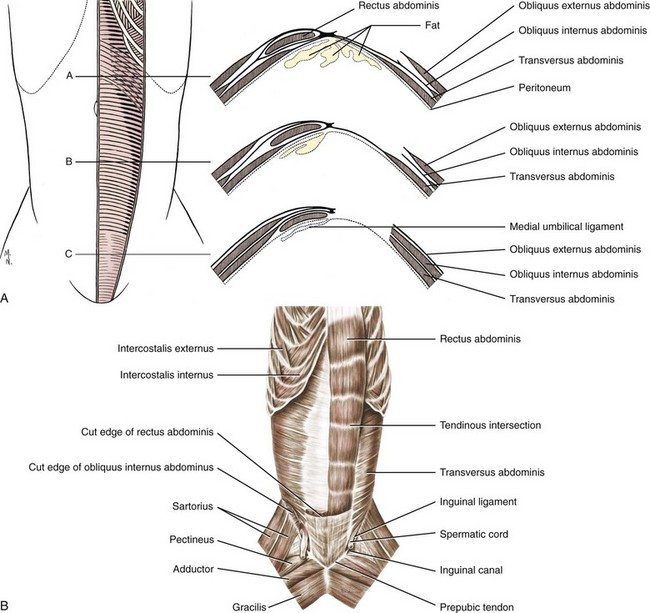 Rectus abdominis
Fat
Obliquus externus abdominis
Obliquus internus abdominis
Transversus abdominis
Peritoneum
A
Obliquus externus abdominis
Obliquus internus abdominis
Transversus abdominis
B
Medial umbilical ligament
Obliquus externus abdominis
Obliquus internus abdominis
Transversus abdominis
C
A
Intercostalis externus
Intercostalis internus
Cut edge of rectus abdominis
Cut edge of obliquus internus abdominus
Sartorius
Pectineus
Adductor
Gracilis
Rectus abdominis
Tendinous intersection
Transversus abdominis
Inguinal ligament
Spermatic cord
Inguinal canal
Prepubic tendon
B